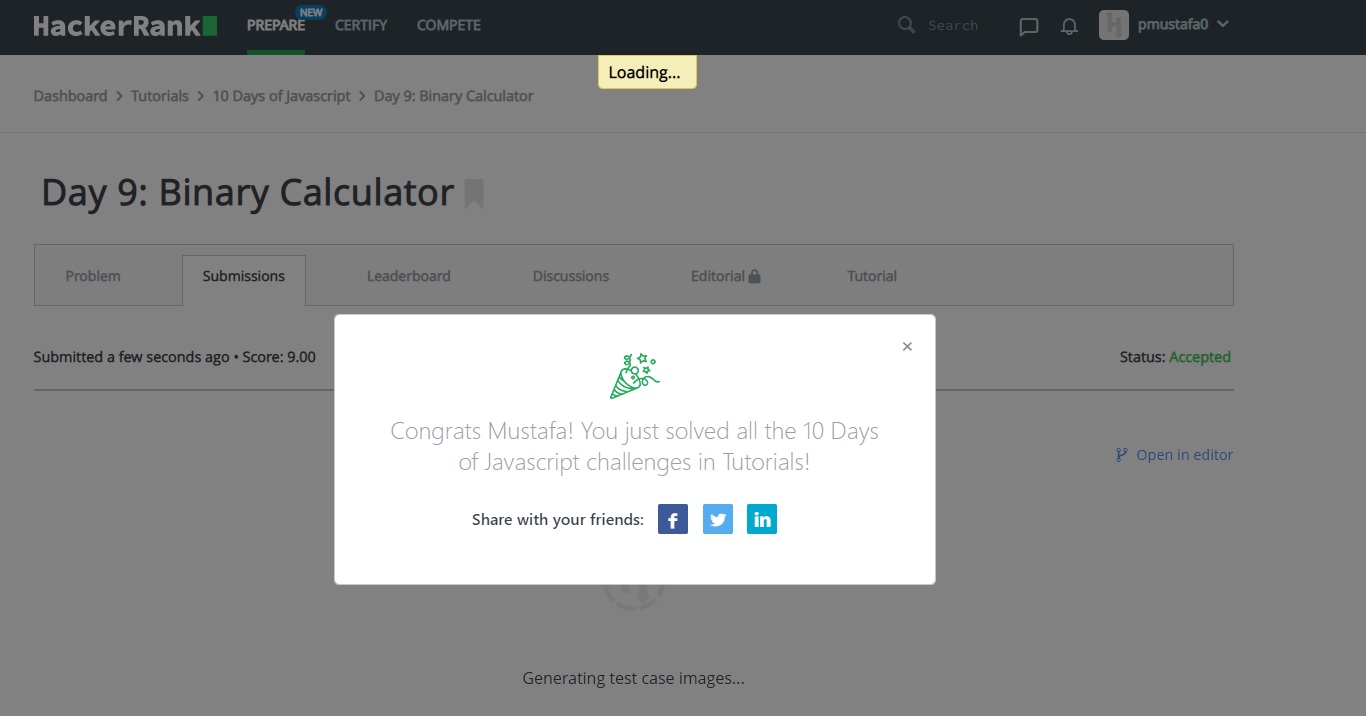 HackerRank
PREPARE NEW CERTIFY COMPETE Search pmustafa0
Loading...
Dashboard > Tutorials > 10 Days of Javascript > Day 9: Binary Calculator
Day 9: Binary Calculator
Problem Submissions Leaderboard Discussions Editorial Tutorial
Submitted a few seconds ago • Score: 9.00 Status: Accepted
×
Congrats Mustafa! You just solved all the 10 Days
of Javascript challenges in Tutorials!
Open in editor
Share with your friends: f in
Generating test case images...